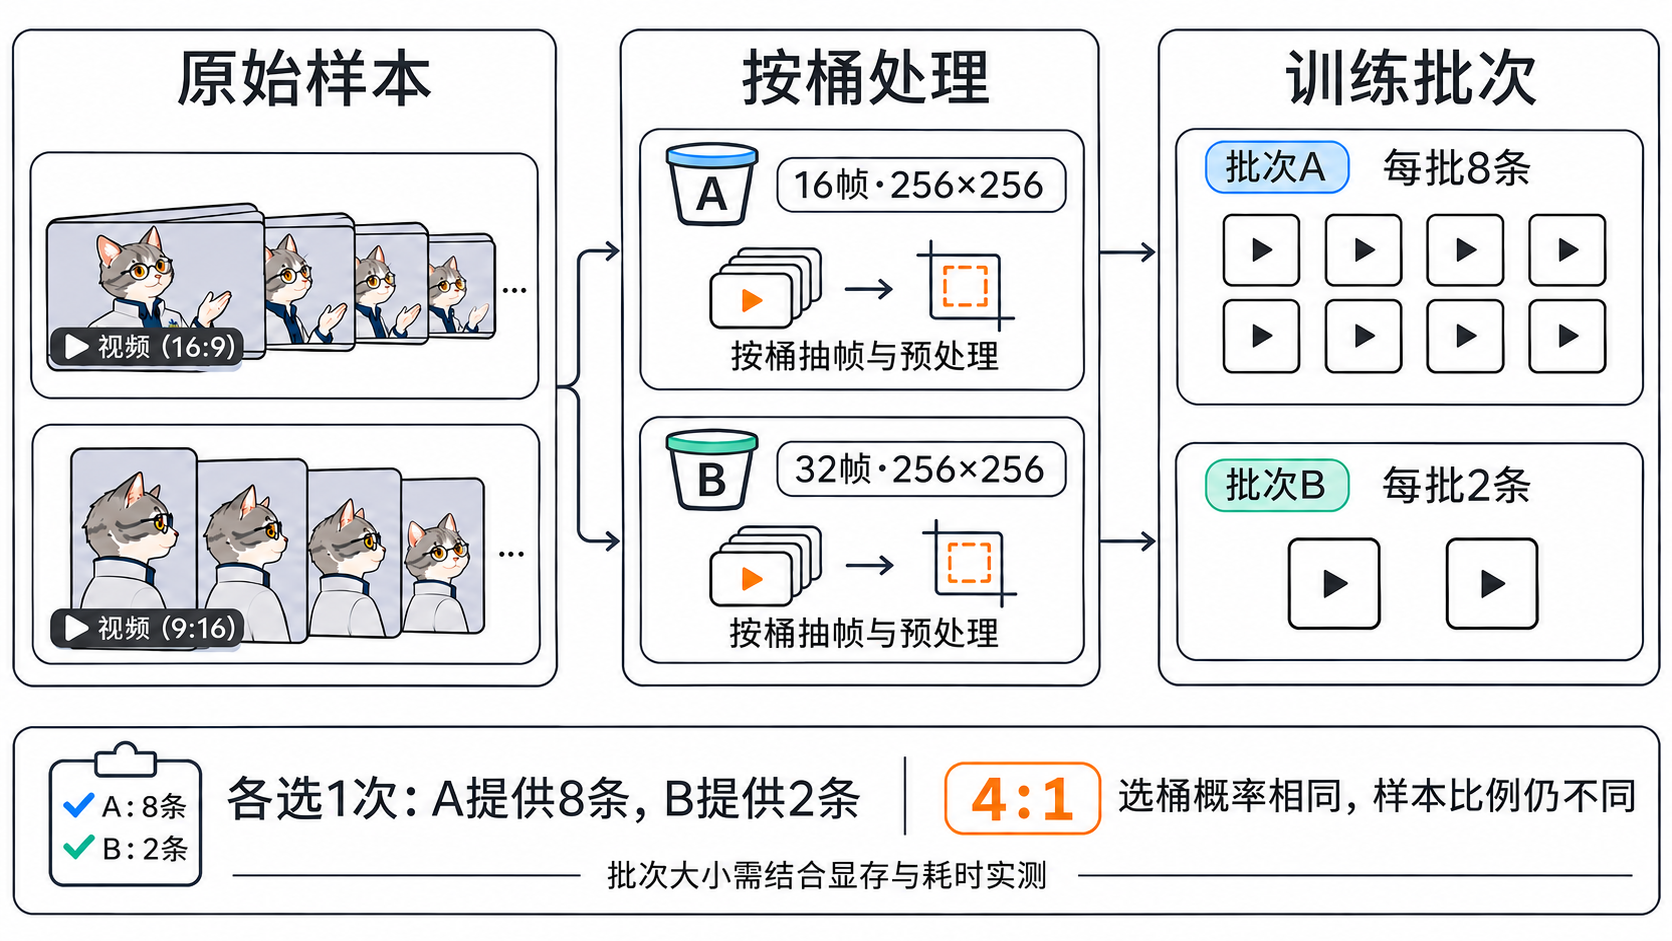 原始样本
视频 (16:9)
...
视频 (9:16)
...
按桶处理
A
16帧·256×256
按桶抽帧与预处理
B
32帧·256×256
按桶抽帧与预处理
训练批次
批次A 每批8条
批次B 每批2条
A:8条
B:2条
各选1次：A提供8条，B提供2条
4:1 选桶概率相同，样本比例仍不同
批次大小需结合显存与耗时实测